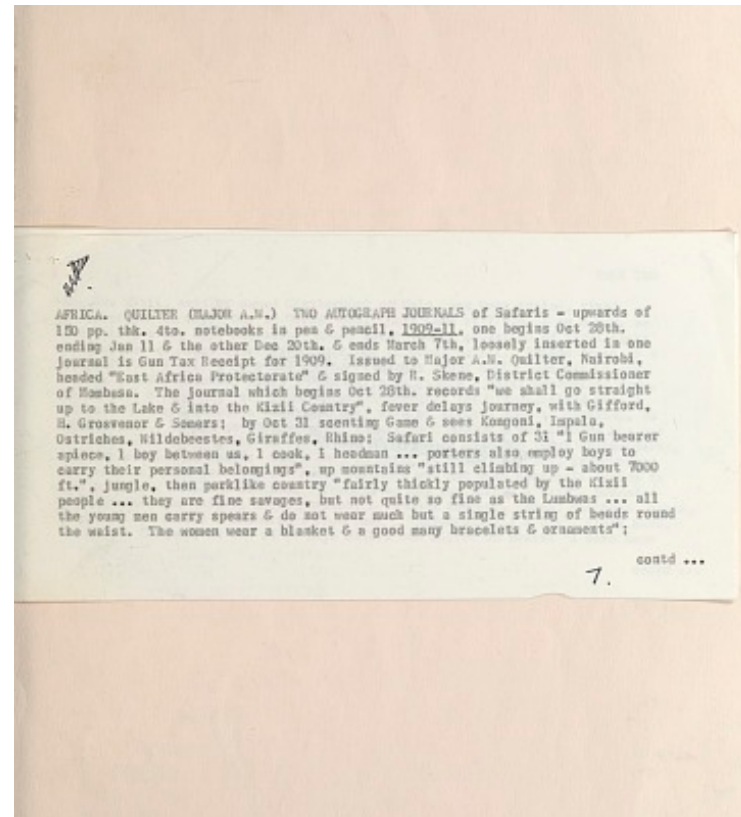 AFRICA. QUILTER (MAJOR A.W.) TWO AUTOGRAPH JOURNALS of Safaris - upwards of
150 pp. thk. 4to. notebooks in pen & pencil, 1909-11, one begins Oct 28th.
ending Jan 11 & the other Dec 20th. & ends March 7th, loosely inserted in one
journal is Gun Tax Receipt for 1909. Issued to Major A.W. Quilter, Nairobi,
headed "East Africa Protectorate" & signed by R. Skene, District Commissioner
of Mombasa. The journal which begins Oct 28th. records "we shall go straight
up to the Lake & into the Kizii Country", fever delays journey, with Gifford,
H. Grosvenor & Somers; by Oct 31 scenting Game & sees Kongoni, Impala,
Ostriches, Wildebeestes, Giraffes, Rhino; Safari consists of 31 "1 Gun bearer
apiece, 1 boy between us, 1 cook, 1 headman ... porters also employ boys to
carry their personal belongings", up mountains "still climbing up - about 7000
ft.", jungle, then parklike country "fairly thickly populated by the Kizii
people ... they are fine savages, but not quite so fine as the Lumbwas ... all
the young men carry spears & do not wear much but a single string of beads round
the waist. The women wear a blanket & a good many bracelets & ornaments";
contd ...
7.